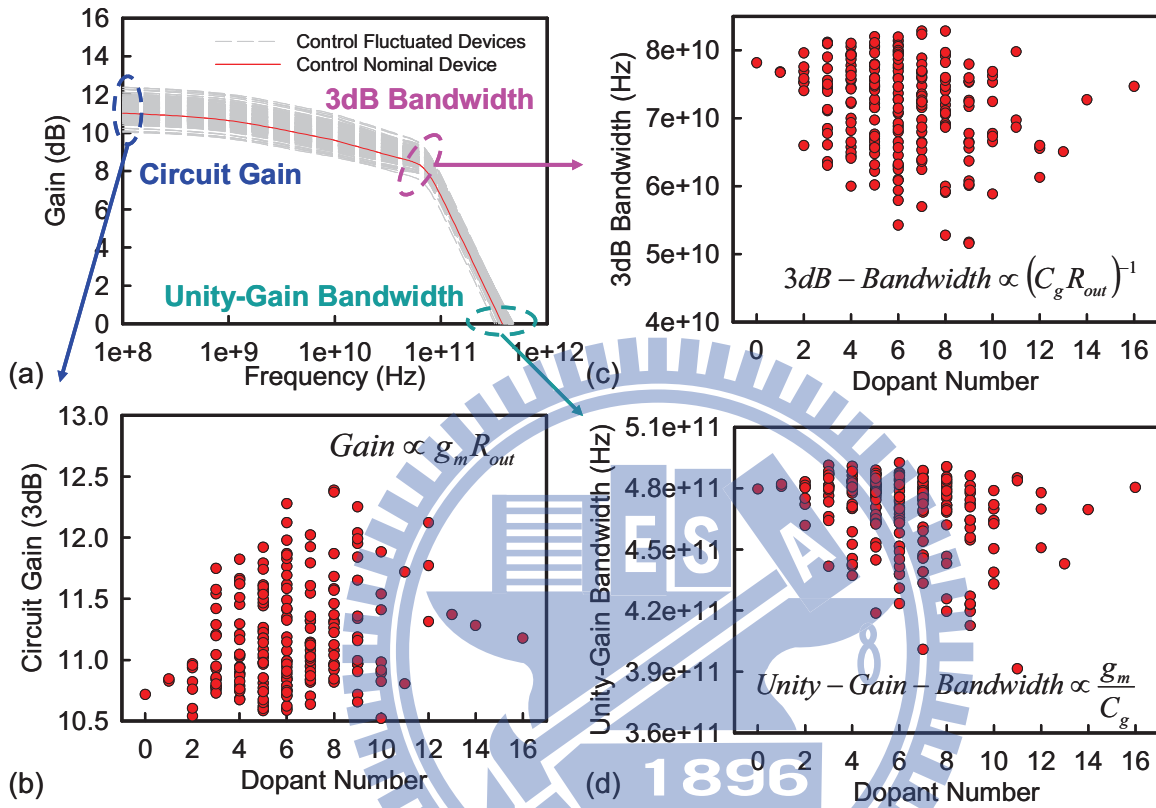 16
14
12
10
8
6
4
2
0
Gain (dB)
Control Fluctuated Devices
Control Nominal Device
3dB Bandwidth
Circuit Gain
Unity-Gain Bandwidth
1e+8 1e+9 1e+10 1e+11 1e+12
Frequency (Hz)
(a)
8e+10
7e+10
6e+10
5e+10
4e+10
3dB Bandwidth (Hz)
3dB − Bandwidth ∝ (C_g R_out)^−1
0 2 4 6 8 10 12 14 16
Dopant Number
(c)
13.0
12.5
12.0
11.5
11.0
10.5
Circuit Gain (3dB)
Gain ∝ g_m R_out
0 2 4 6 8 10 12 14 16
Dopant Number
(b)
5.1e+11
4.8e+11
4.5e+11
4.2e+11
3.9e+11
3.6e+11
Unity-Gain Bandwidth (Hz)
Unity − Gain − Bandwidth ∝ g_m / C_g
0 2 4 6 8 10 12 14 16
Dopant Number
(d)
E S A
1896